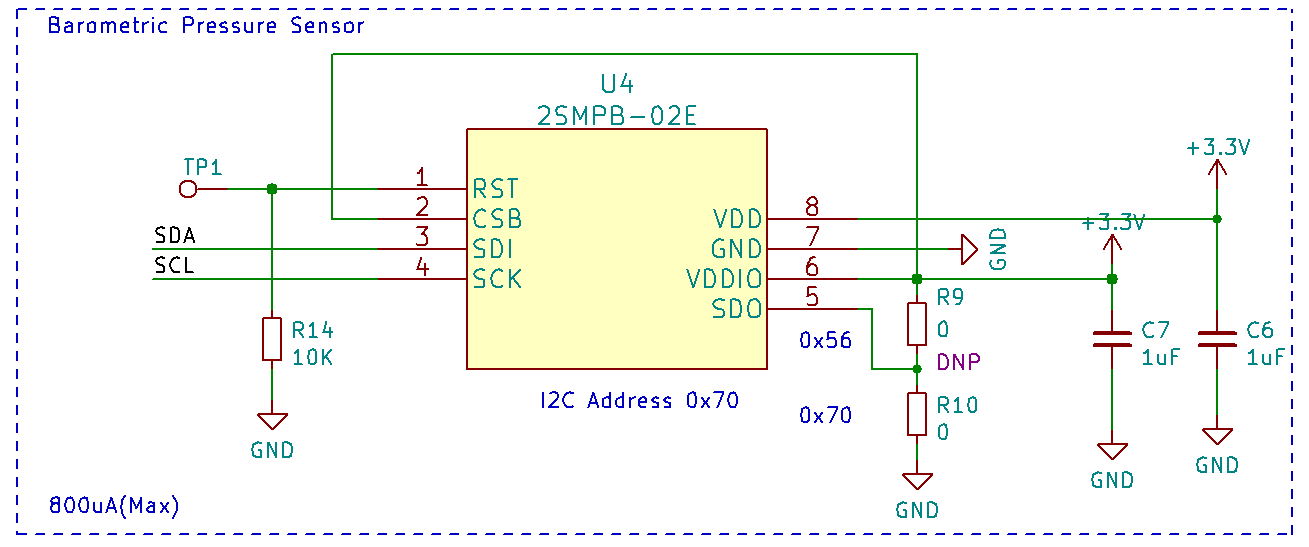 Barometric Pressure Sensor
U4
2SMPB-02E
+3.3V
TP1
1
RST
2
CSB
VDD
8
+3.3V
SDA
3
SDI
GND
7
GND
SCL
4
SCK
VDDIO
6
SDO
5
R9
0
R14
10K
0x56
C7
1uF
C6
1uF
DNP
I2C Address 0x70
0x70
R10
0
GND
GND
GND
GND
800uA(Max)